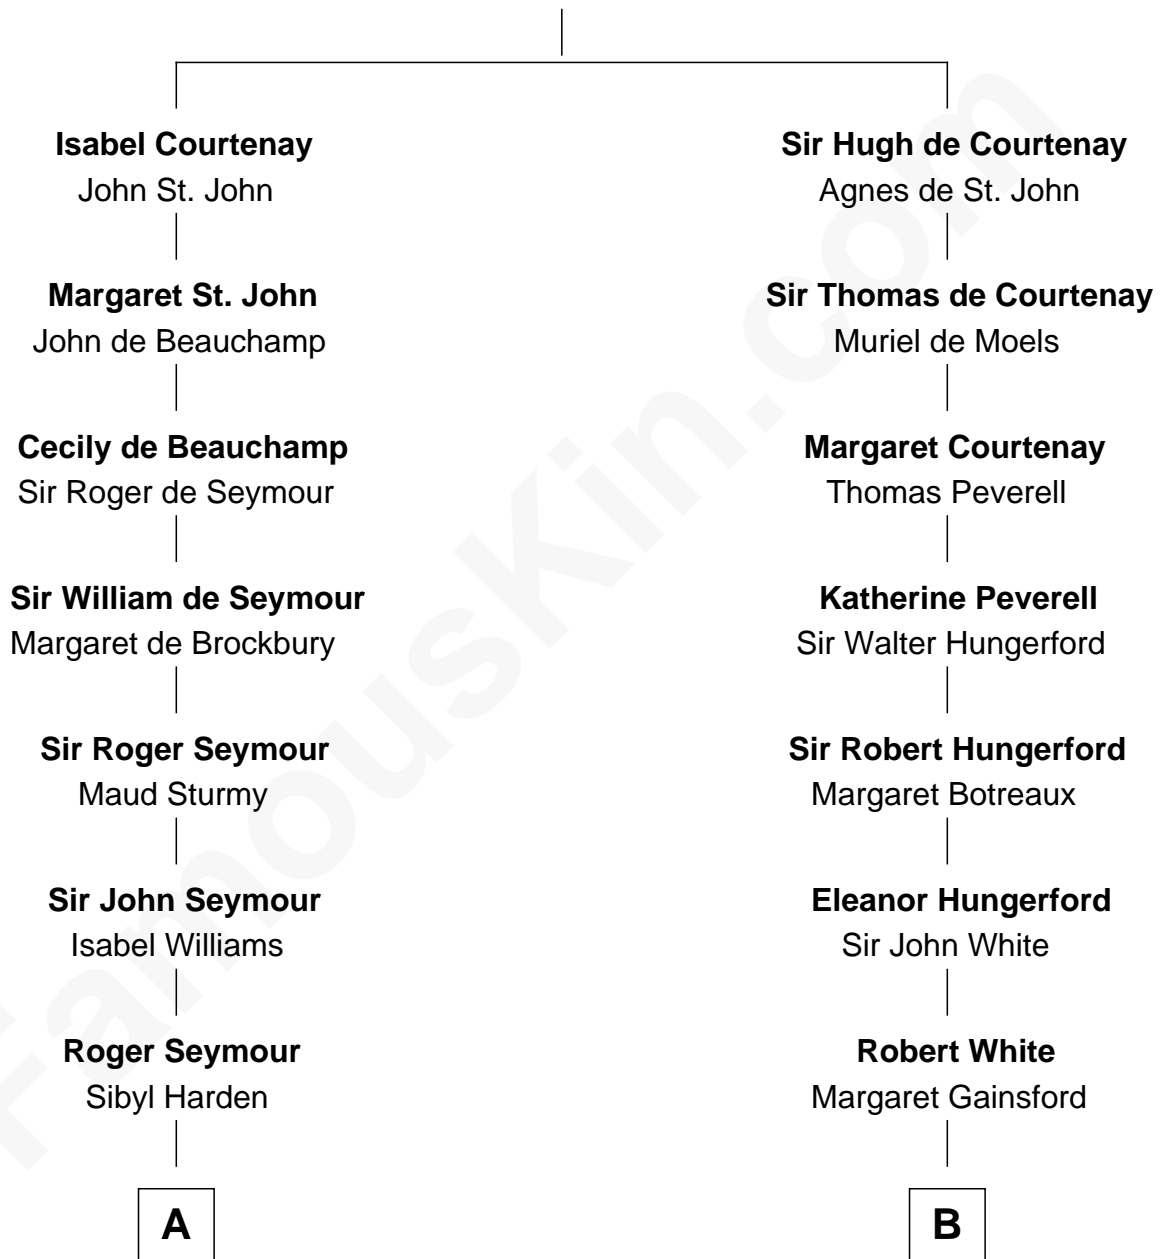 Isabel Courtenay
John St. John
Margaret St. John
John de Beauchamp
Cecily de Beauchamp
Sir Roger de Seymour
Sir William de Seymour
Margaret de Brockbury
Sir Roger Seymour
Maud Sturmy
Sir John Seymour
Isabel Williams
Roger Seymour
Sibyl Harden
A
Sir Hugh de Courtenay
Agnes de St. John
Sir Thomas de Courtenay
Muriel de Moels
Margaret Courtenay
Thomas Peverell
Katherine Peverell
Sir Walter Hungerford
Sir Robert Hungerford
Margaret Botreaux
Eleanor Hungerford
Sir John White
Robert White
Margaret Gainsford
B
FamousKin.com